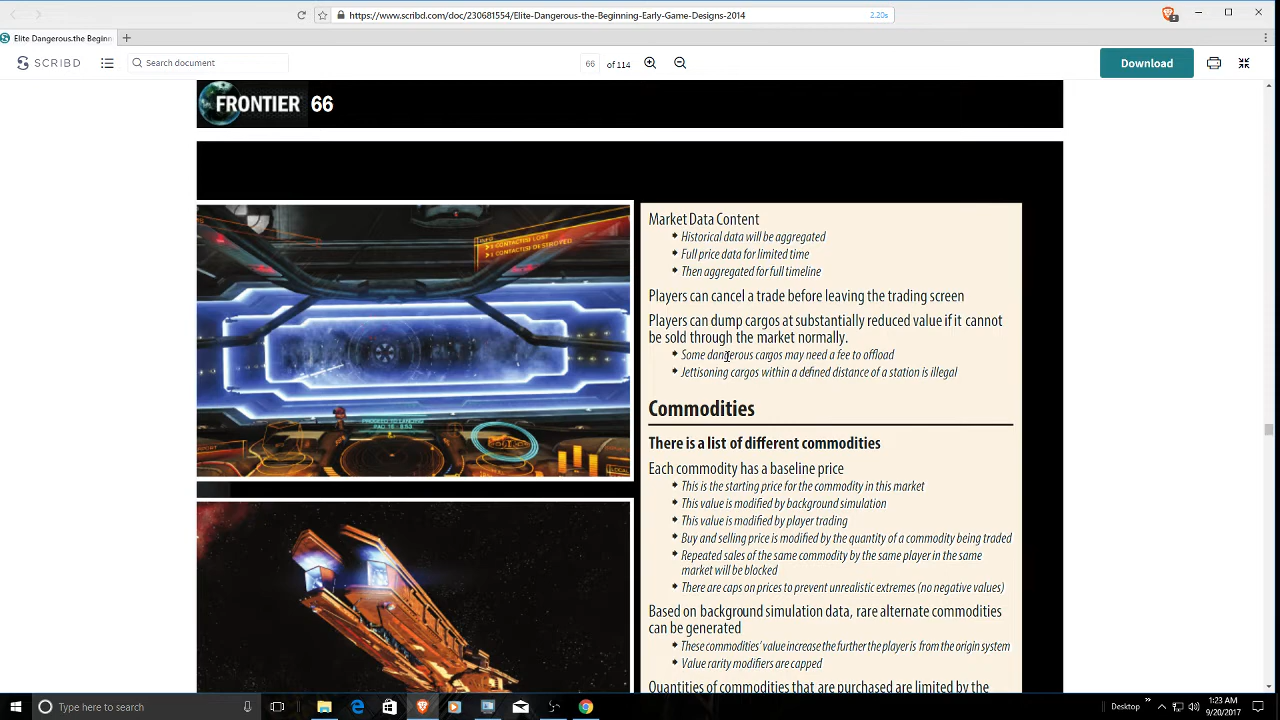 https://www.scribd.com/doc/230681554/Elite-Dangerous-the-Beginning-Early-Game-Designs-2014
2.20s
Elite Dangerous.the Beginn
SCRIBD
Search document
66 of 114
Download
FRONTIER 66
1 CONTACT(S) LOST
1 CONTACT(S) DESTROYED
PROCEED TO LANDING
Market Data Content
Historical data will be aggregated
Full price data for limited time
Then aggregated for full timeline
Players can cancel a trade before leaving the trading screen
Players can dump cargos at substantially reduced value if it cannot
be sold through the market normally.
Some dangerous cargos may need a fee to offload
Jettisoning cargos within a defined distance of a station is illegal
Commodities
There is a list of different commodities
Each commodity has a baseline price
This is the starting price for the commodity in this market
This value is modified by background simulation
This value is modified by player trading
Buy and selling price is modified by the quantity of a commodity being traded
Repeated sales of the same commodity by the same player in the same
market will be blocked
There are caps on prices to prevent unrealistic extremes (no negative values)
Based on background simulation data, rare alternate commodities
can be generated
These commodities' value increase the further the player is from the origin system
Value rarity modifiers are capped
Quantities of commodities that are purchased are limited by the
Type here to search
Desktop
1:23 AM
9/20/2017